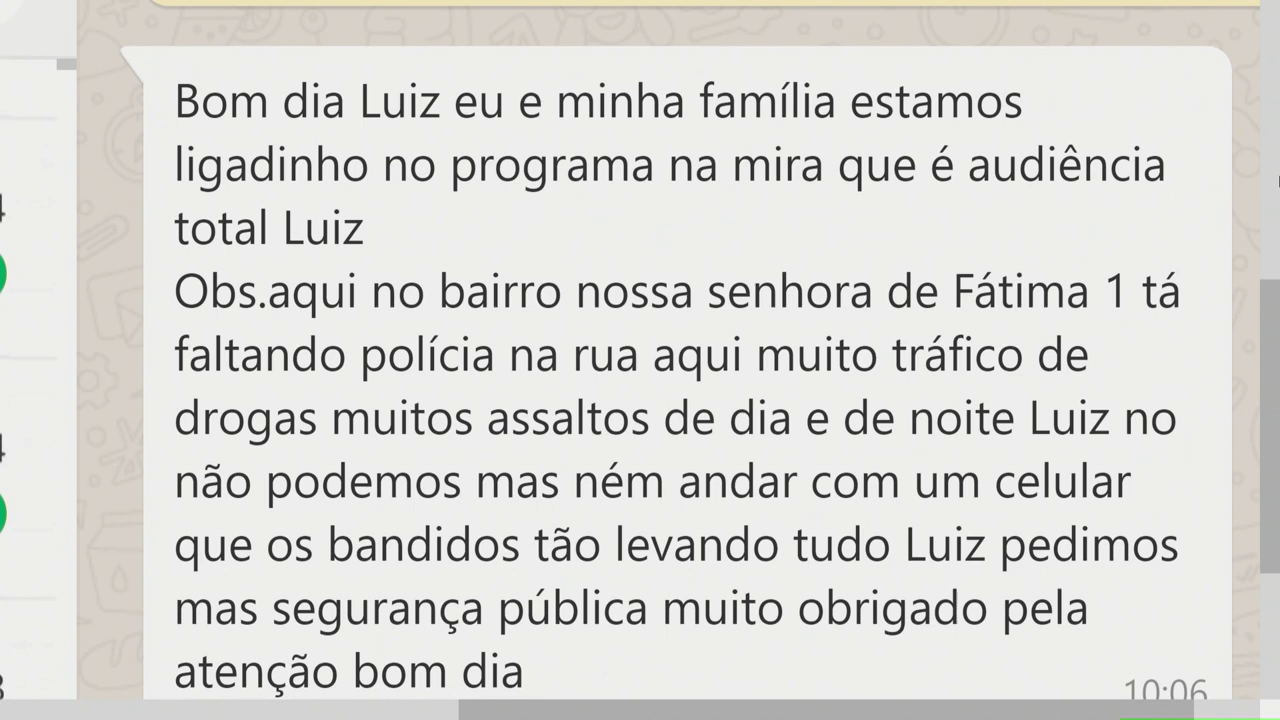 Bom dia Luiz eu e minha família estamos
ligadinho no programa na mira que é audiência
total Luiz
Obs.aqui no bairro nossa senhora de Fátima 1 tá
faltando polícia na rua aqui muito tráfico de
drogas muitos assaltos de dia e de noite Luiz no
não podemos mas ném andar com um celular
que os bandidos tão levando tudo Luiz pedimos
mas segurança pública muito obrigado pela
atenção bom dia
10:06